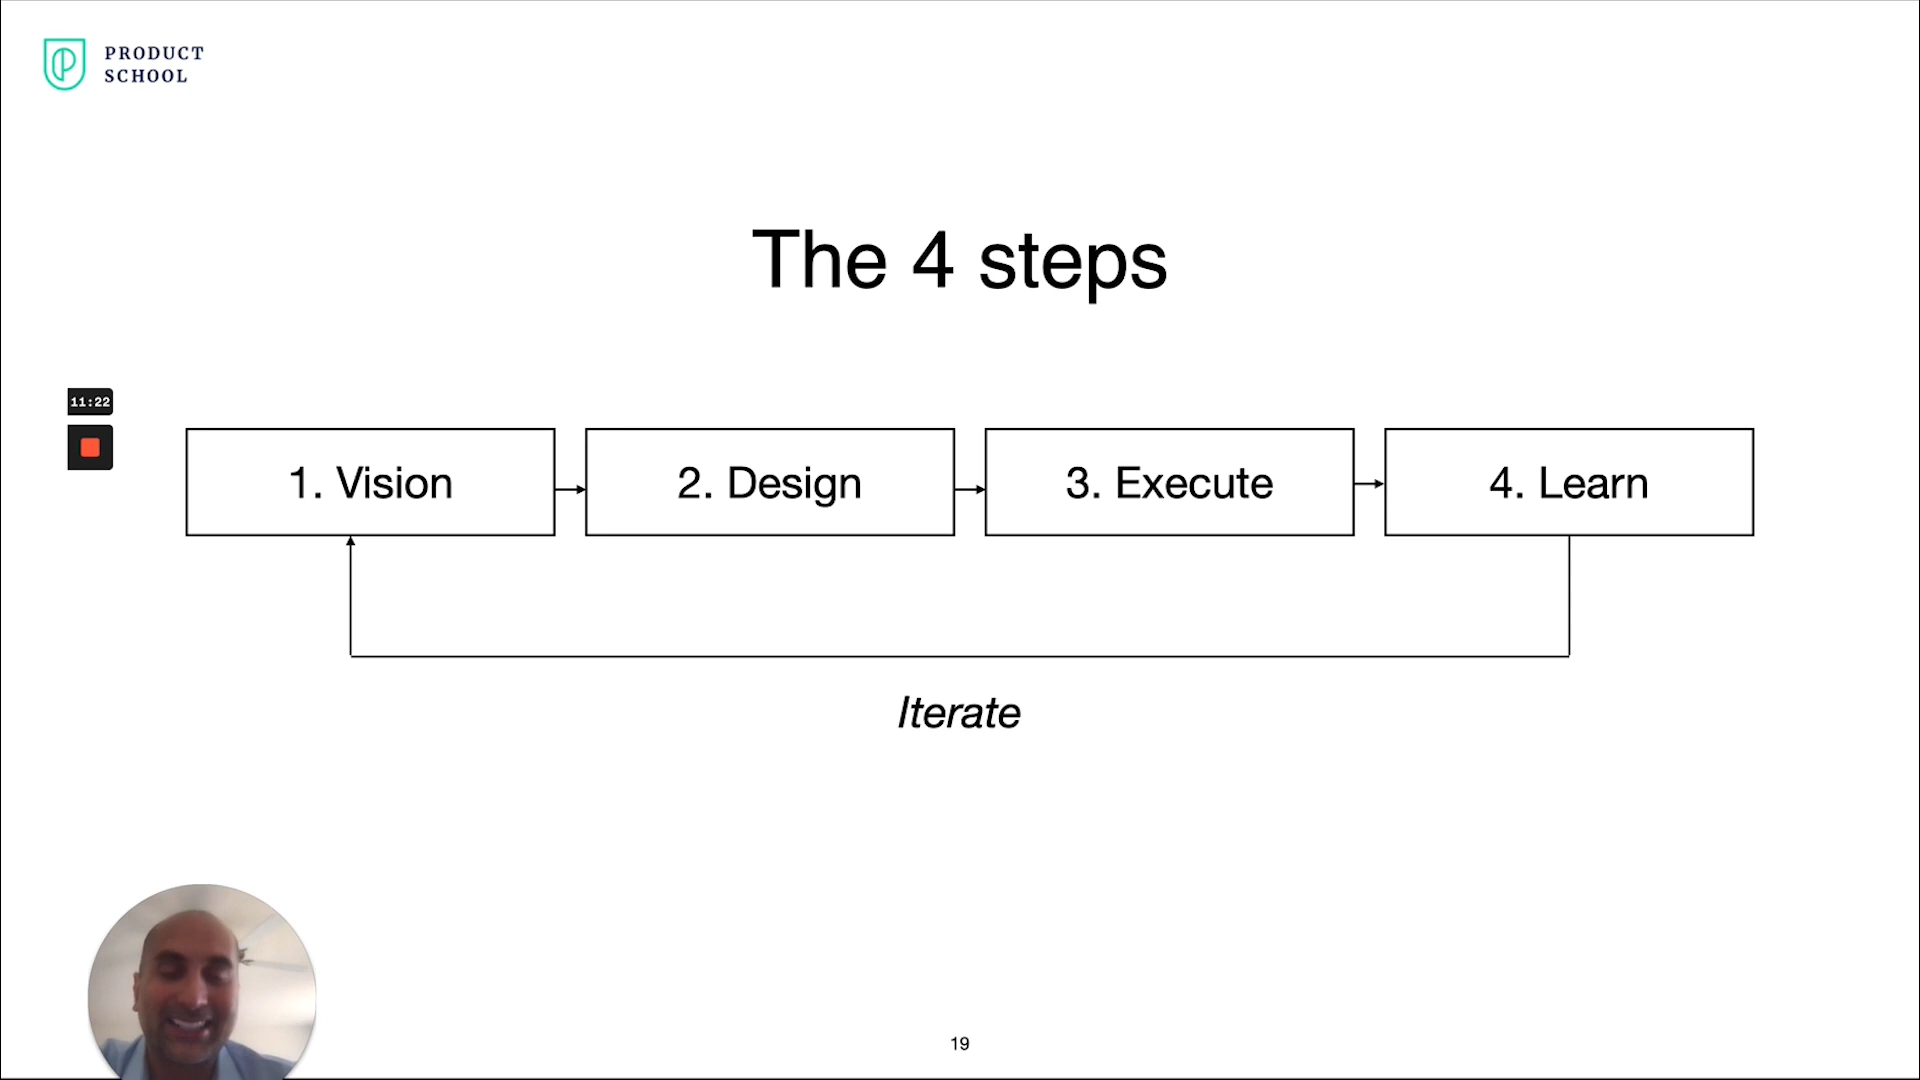 PRODUCT
SCHOOL
The 4 steps
11:22
1. Vision
2. Design
3. Execute
4. Learn
Iterate
19